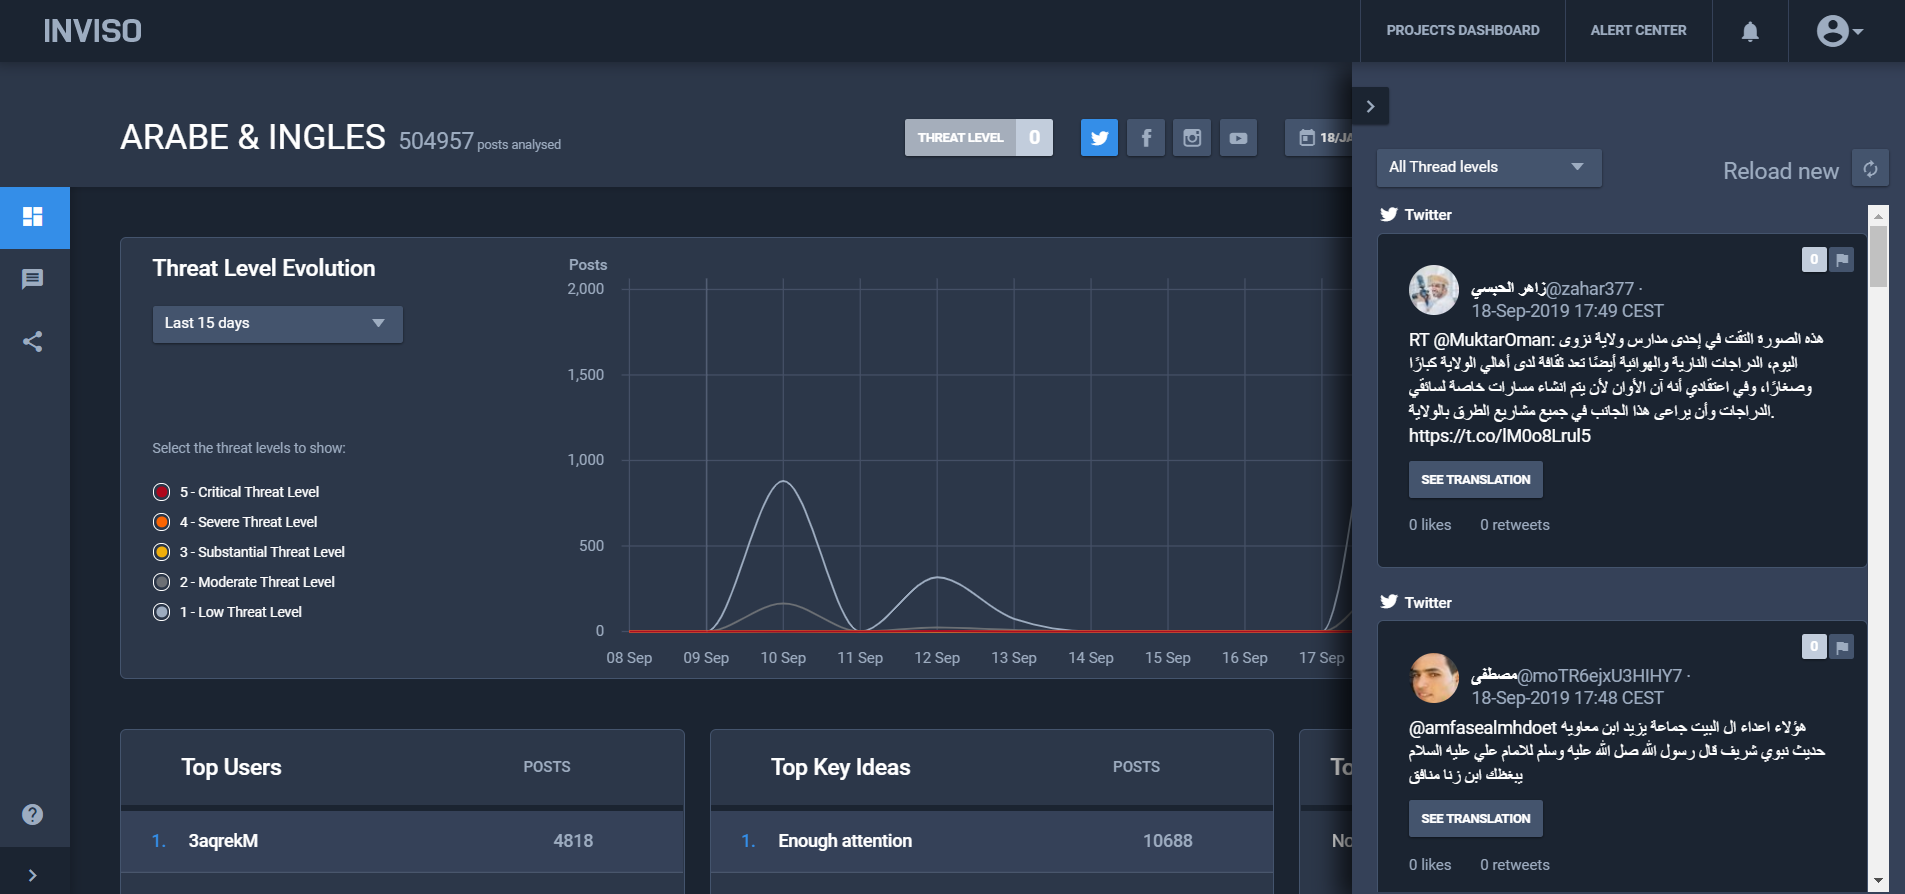 INVISO
PROJECTS DASHBOARD
ALERT CENTER
ARABE & INGLES 504957 posts analysed
THREAT LEVEL 0
18/JA
All Thread levels
Reload new
Threat Level Evolution
Last 15 days
Select the threat levels to show:
5 - Critical Threat Level
4 - Severe Threat Level
3 - Substantial Threat Level
2 - Moderate Threat Level
1 - Low Threat Level
Posts
2,000
1,500
1,000
500
0
08 Sep 09 Sep 10 Sep 11 Sep 12 Sep 13 Sep 14 Sep 15 Sep 16 Sep 17 Sep
Top Users POSTS
1. 3aqrekM 4818
Top Key Ideas POSTS
1. Enough attention 10688
To
No
Twitter
0
زاهر الحبسي@zahar377 ·
18-Sep-2019 17:49 CEST
RT @MuktarOman: هذه الصورة التقت في إحدى مدارس ولاية نزوى
اليوم، الدراجات النارية والهوائية أيضًا تعد ثقافة لدى أهالي الولاية كبارًا
وصغارًا، وفي اعتقادي أنه آن الأوان لأن يتم انشاء مسارات خاصة لسائقي
الدراجات وأن يراعى هذا الجانب في جميع مشاريع الطرق بالولاية.
https://t.co/lM0o8Lrul5
SEE TRANSLATION
0 likes 0 retweets
Twitter
0
مصطفى@moTR6ejxU3HIHY7 ·
18-Sep-2019 17:48 CEST
@amfasealmhdoet هؤلاء اعداء ال البيت جماعة يزيد ابن معاويه
حديث نبوي شريف قال رسول الله صل الله عليه وسلم للامام علي عليه السلام
يبغظك ابن زنا منافق
SEE TRANSLATION
0 likes 0 retweets